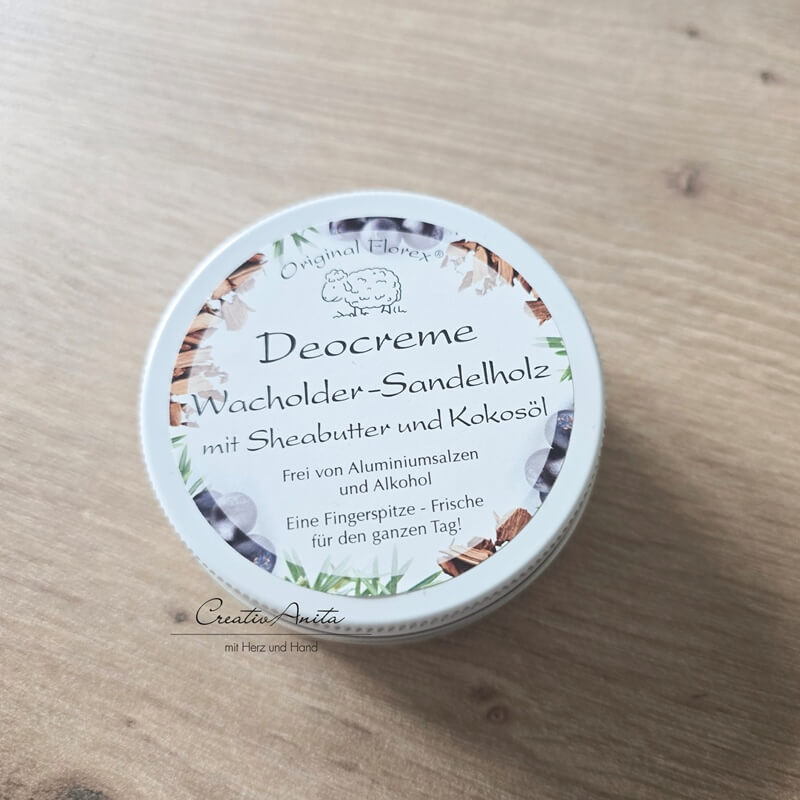 Original Florex®
Deocreme
Wacholder-Sandelholz
mit Sheabutter und Kokosöl
Frei von Aluminiumsalzen
und Alkohol
Eine Fingerspitze - Frische
für den ganzen Tag!
CreativAnita
mit Herz und Hand